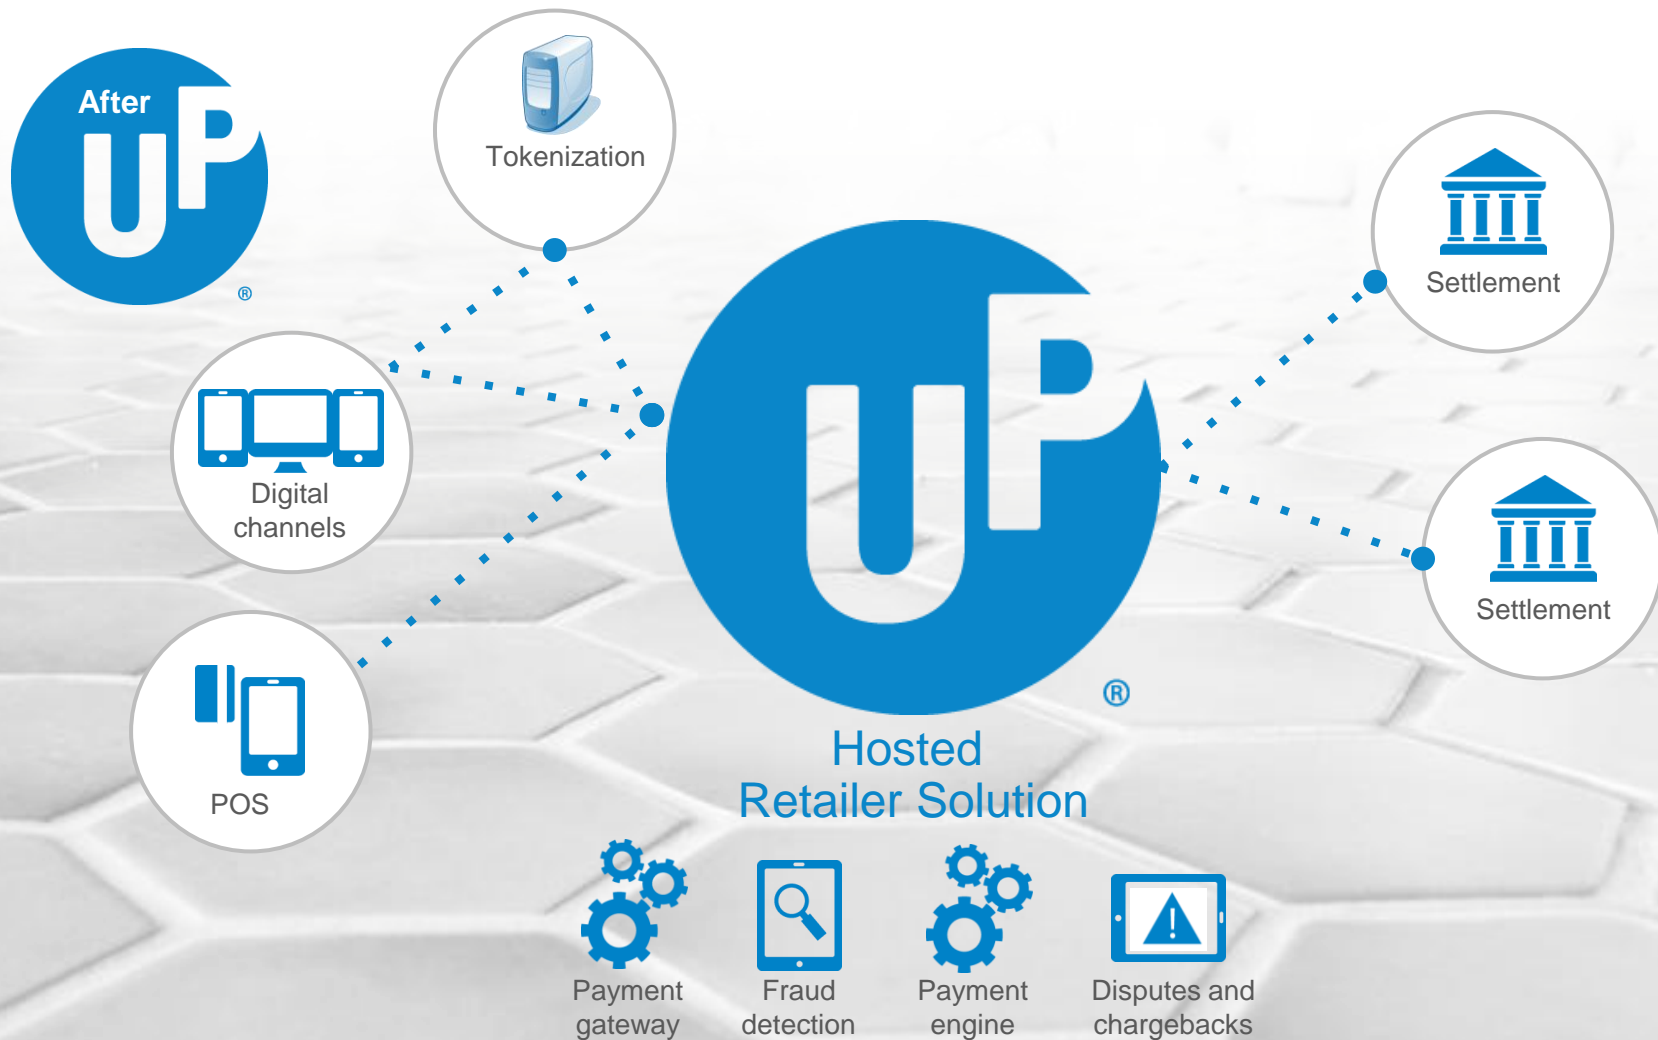 After
UP
®
Tokenization
Settlement
Digital
channels
UP
®
Settlement
POS
Hosted
Retailer Solution
Payment
gateway
Fraud
detection
Payment
engine
Disputes and
chargebacks